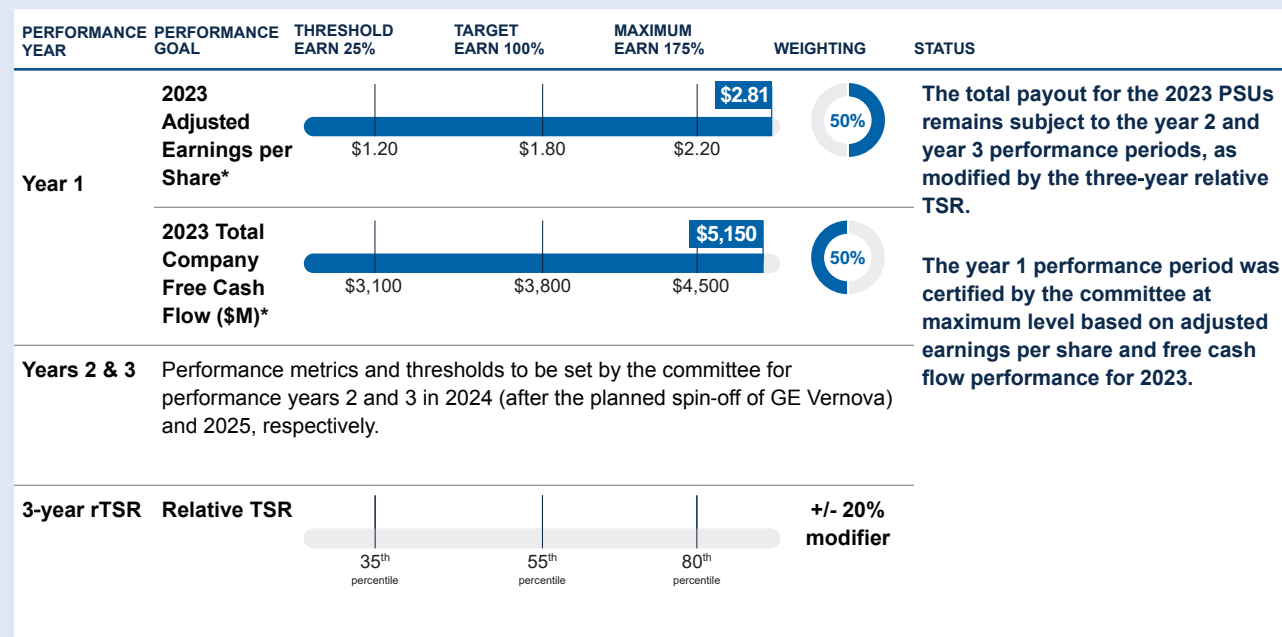 PERFORMANCE YEAR
PERFORMANCE GOAL
THRESHOLD EARN 25%
TARGET EARN 100%
MAXIMUM EARN 175%
WEIGHTING
STATUS
Year 1
2023
Adjusted
Earnings per
Share*
$2.81
$1.20
$1.80
$2.20
50%
2023 Total
Company
Free Cash
Flow ($M)*
$5,150
$3,100
$3,800
$4,500
50%
The total payout for the 2023 PSUs
remains subject to the year 2 and
year 3 performance periods, as
modified by the three-year relative
TSR.
The year 1 performance period was
certified by the committee at
maximum level based on adjusted
earnings per share and free cash
flow performance for 2023.
Years 2 & 3
Performance metrics and thresholds to be set by the committee for
performance years 2 and 3 in 2024 (after the planned spin-off of GE Vernova)
and 2025, respectively.
3-year rTSR
Relative TSR
35th
percentile
55th
percentile
80th
percentile
+/- 20%
modifier